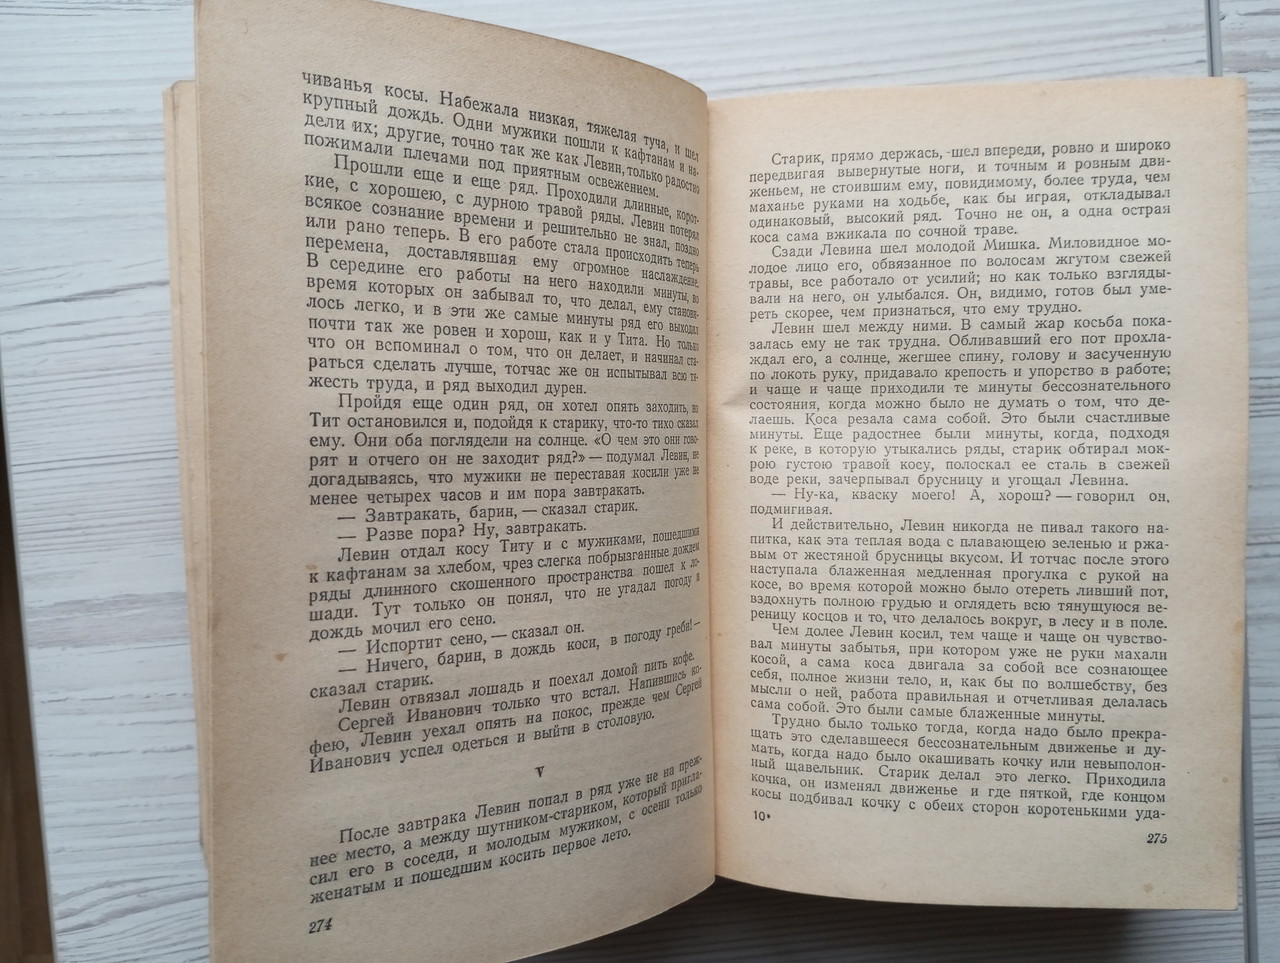 чиванья косы. Набежала низкая, тяжелая туча, и шел
крупный дождь. Одни мужики пошли к кафтанам и на-
дели их; другие, точно так же как Левин, только радостно
пожимали плечами под приятным освежением.
Прошли еще и еще ряд. Проходили длинные, корот-
кие, с хорошею, с дурною травой ряды. Левин потерял
всякое сознание времени и решительно не знал, поздно
или рано теперь. В его работе стала происходить теперь
перемена, доставлявшая ему огромное наслаждение.
В середине его работы на него находили минуты, во
время которых он забывал то, что делал, ему станови-
лось легко, и в эти же самые минуты ряд его выходил
почти так же ровен и хорош, как и у Тита. Но только
что он вспоминал о том, что он делает, и начинал ста-
раться сделать лучше, тотчас же он испытывал всю тя-
жесть труда, и ряд выходил дурен.
Пройдя еще один ряд, он хотел опять заходить, но
Тит остановился и, подойдя к старику, что-то тихо сказал
ему. Они оба поглядели на солнце. «О чем это они гово-
рят и отчего он не заходит ряд?» — подумал Левин, не
догадываясь, что мужики не переставая косили уже не
менее четырех часов и им пора завтракать.
— Завтракать, барин, — сказал старик.
— Разве пора? Ну, завтракать.
Левин отдал косу Титу и с мужиками, пошедшими
к кафтанам за хлебом, чрез слегка побрызганные дождем
ряды длинного скошенного пространства пошел к ло-
шади. Тут только он понял, что не угадал погоду и
дождь мочил его сено.
— Испортит сено, — сказал он.
— Ничего, барин, в дождь коси, в погоду греби! —
сказал старик.
Левин отвязал лошадь и поехал домой пить кофе.
Сергей Иванович только что встал. Напившись ко-
фею, Левин уехал опять на покос, прежде чем Сергей
Иванович успел одеться и выйти в столовую.
V
После завтрака Левин попал в ряд уже не на преж-
нее место, а между шутником-стариком, который пригла-
сил его в соседи, и молодым мужиком, с осени только
женатым и пошедшим косить первое лето.
274
Старик, прямо держась, шел впереди, ровно и широко
передвигая вывернутые ноги, и точным и ровным дви-
женьем, не стоившим ему, повидимому, более труда, чем
маханье руками на ходьбе, как бы играя, откладывал
одинаковый, высокий ряд. Точно не он, а одна острая
коса сама вжикала по сочной траве.
Сзади Левина шел молодой Мишка. Миловидное мо-
лодое лицо его, обвязанное по волосам жгутом свежей
травы, все работало от усилий; но как только взгляды-
вали на него, он улыбался. Он, видимо, готов был уме-
реть скорее, чем признаться, что ему трудно.
Левин шел между ними. В самый жар косьба пока-
залась ему не так трудна. Обливавший его пот прохла-
ждал его, а солнце, жегшее спину, голову и засученную
по локоть руку, придавало крепость и упорство в работе;
и чаще и чаще приходили те минуты бессознательного
состояния, когда можно было не думать о том, что де-
лаешь. Коса резала сама собой. Это были счастливые
минуты. Еще радостнее были минуты, когда, подходя
к реке, в которую утыкались ряды, старик обтирал мок-
рою густою травой косу, полоскал ее сталь в свежей
воде реки, зачерпывал брусницу и угощал Левина.
— Ну-ка, кваску моего! А, хорош? — говорил он,
подмигивая.
И действительно, Левин никогда не пивал такого на-
питка, как эта теплая вода с плавающею зеленью и ржа-
вым от жестяной брусницы вкусом. И тотчас после этого
наступала блаженная медленная прогулка с рукой на
косе, во время которой можно было отереть ливший пот,
вздохнуть полною грудью и оглядеть всю тянущуюся ве-
реницу косцов и то, что делалось вокруг, в лесу и в поле.
Чем долее Левин косил, тем чаще и чаще он чувство-
вал минуты забытья, при котором уже не руки махали
косой, а сама коса двигала за собой все сознающее
себя, полное жизни тело, и, как бы по волшебству, без
мысли о ней, работа правильная и отчетливая делалась
сама собой. Это были самые блаженные минуты.
Трудно было только тогда, когда надо было прекра-
щать это сделавшееся бессознательным движенье и ду-
мать, когда надо было окашивать кочку или невыполон-
ный щавельник. Старик делал это легко. Приходила
кочка, он изменял движенье и где пяткой, где концом
косы подбивал кочку с обеих сторон коротенькими уда-
10*
275